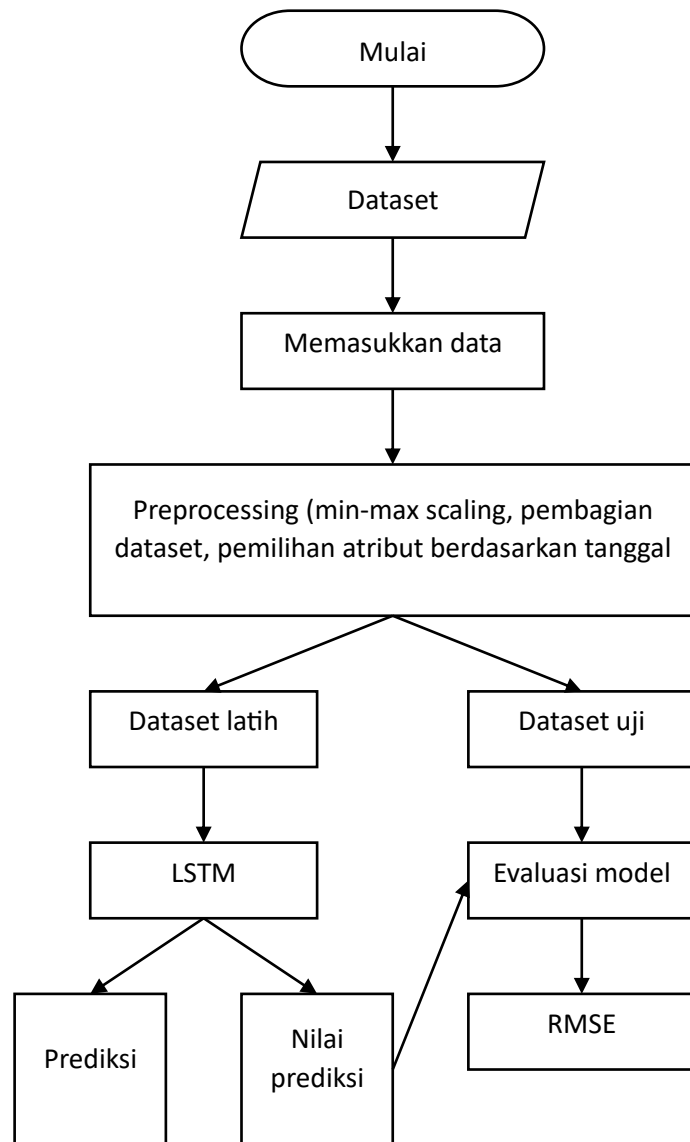 Mulai
Dataset
Memasukkan data
Preprocessing (min-max scaling, pembagian
dataset, pemilihan atribut berdasarkan tanggal
Dataset latih
Dataset uji
LSTM
Evaluasi model
Prediksi
Nilai
prediksi
RMSE